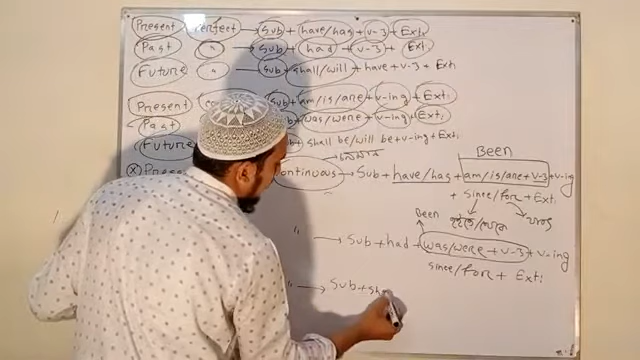 Present Perfect → Sub + have/has + v-3 + Ext:
Past " → Sub + had + v-3 + Ext:
Future " → Sub + shall/will + have + v-3 + Ext:
Present Sub + am/is/are + v-ing + Ext:
Past was/were + v-ing + Ext:
Future + shall be/will be + v-ing + Ext:
Been
Continuous → Sub + have/has + am/is/are + v-3 + v-ing
+ Since/for + Ext:
Been
" → Sub + had + was/were + v-3 + v-ing
since/for + Ext:
" → Sub + sh